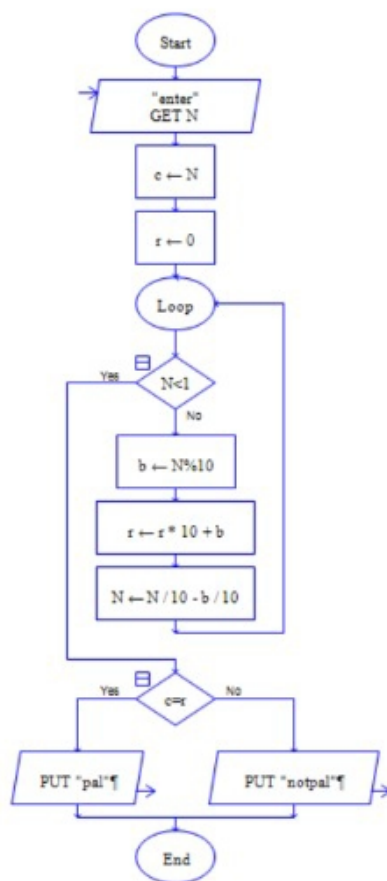 Start
"enter"
GET N
c ← N
r ← 0
Loop
Yes
N<1
No
b ← N%10
r ← r * 10 + b
N ← N / 10 - b / 10
Yes
c=r
No
PUT "pal"¶
PUT "notpal"¶
End